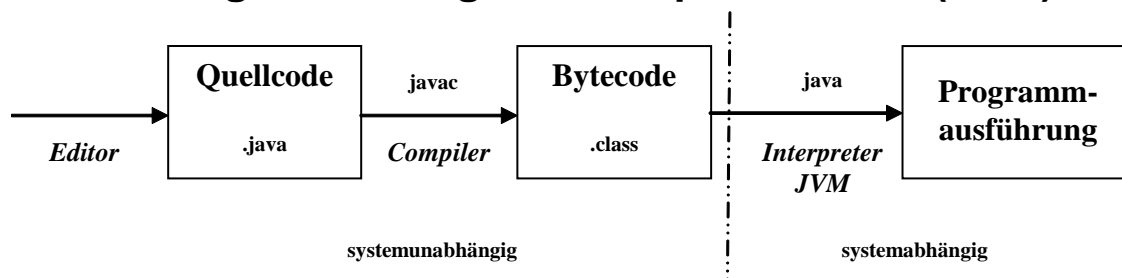 Quellcode
.java
javac
Compiler
Editor
Bytecode
.class
java
Interpreter
JVM
Programm-
ausführung
systemunabhängig
systemabhängig